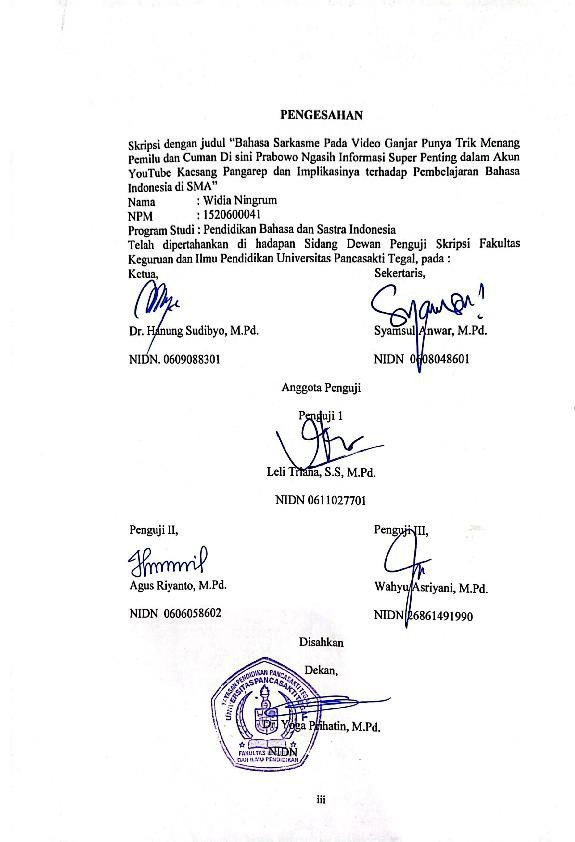 PENGESAHAN
Skripsi dengan judul “Bahasa Sarkasme Pada Video Ganjar Punya Trik Menang
Pemilu dan Cuman Di sini Prabowo Ngasih Informasi Super Penting dalam Akun
YouTube Kaesang Pangarep dan Implikasinya terhadap Pembelajaran Bahasa
Indonesia di SMA”
Nama : Widia Ningrum
NPM : 1520600041
Program Studi : Pendidikan Bahasa dan Sastra Indonesia
Telah dipertahankan di hadapan Sidang Dewan Penguji Skripsi Fakultas
Keguruan dan Ilmu Pendidikan Universitas Pancasakti Tegal, pada :
Ketua, Sekertaris,
Dr. Hanung Sudibyo, M.Pd. Syamsul Anwar, M.Pd.
NIDN. 0609088301 NIDN 0608048601
Anggota Penguji
Penguji 1
Leli Triana, S.S, M.Pd.
NIDN 0611027701
Penguji II, Penguji III,
Agus Riyanto, M.Pd. Wahyu Asriyani, M.Pd.
NIDN 0606058602 NIDN 26861491990
Disahkan
Dekan,
UNIVERSITAS PANCASAKTI
Dr. Yoga Prihatin, M.Pd.
NIDN
FAKULTAS
DAN ILMU PENDIDIKAN
iii